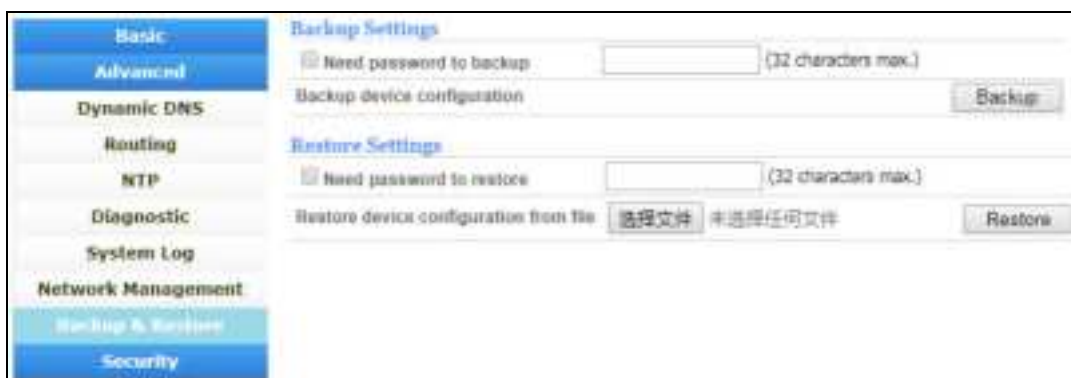 Basic
Advanced
Dynamic DNS
Routing
NTP
Diagnostic
System Log
Network Management
Backup & Restore
Security
Backup Settings
Need password to backup (32 characters max.)
Backup device configuration Backup
Restore Settings
Need password to restore (32 characters max.)
Restore device configuration from file 选择文件 未选择任何文件 Restore